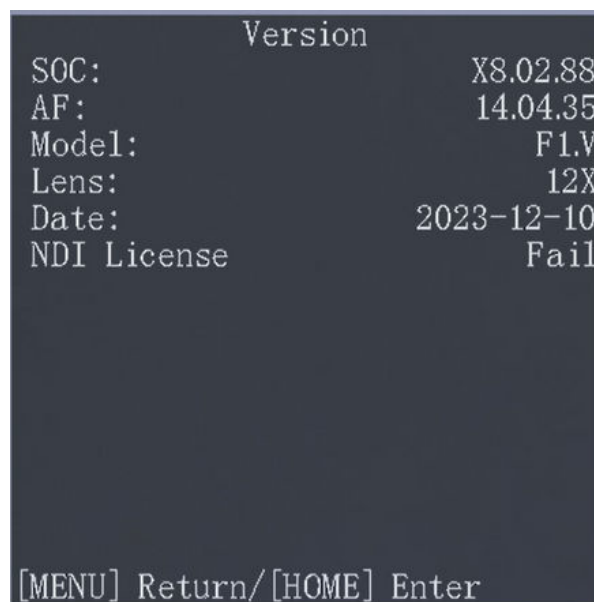 Version
SOC: X8.02.88
AF: 14.04.35
Model: F1.V
Lens: 12X
Date: 2023-12-10
NDI License Fail
[MENU] Return/[HOME] Enter